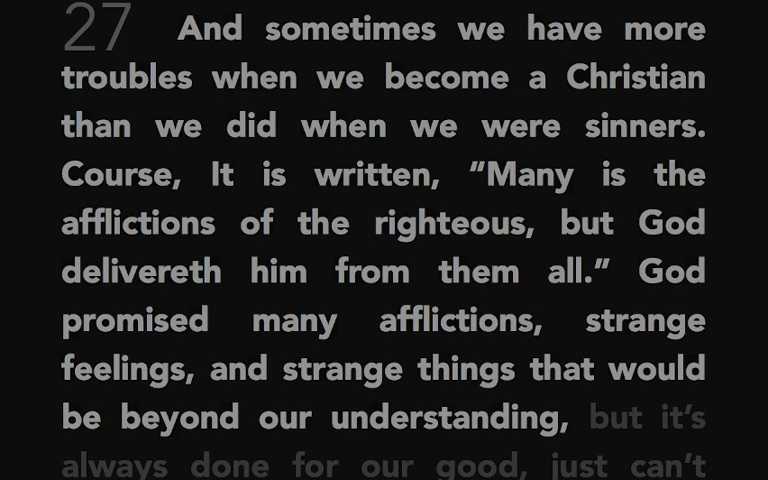 27 And sometimes we have more
troubles when we become a Christian
than we did when we were sinners.
Course, It is written, “Many is the
afflictions of the righteous, but God
delivereth him from them all.” God
promised many afflictions, strange
feelings, and strange things that would
be beyond our understanding, but it’s
always done for our good, just can’t